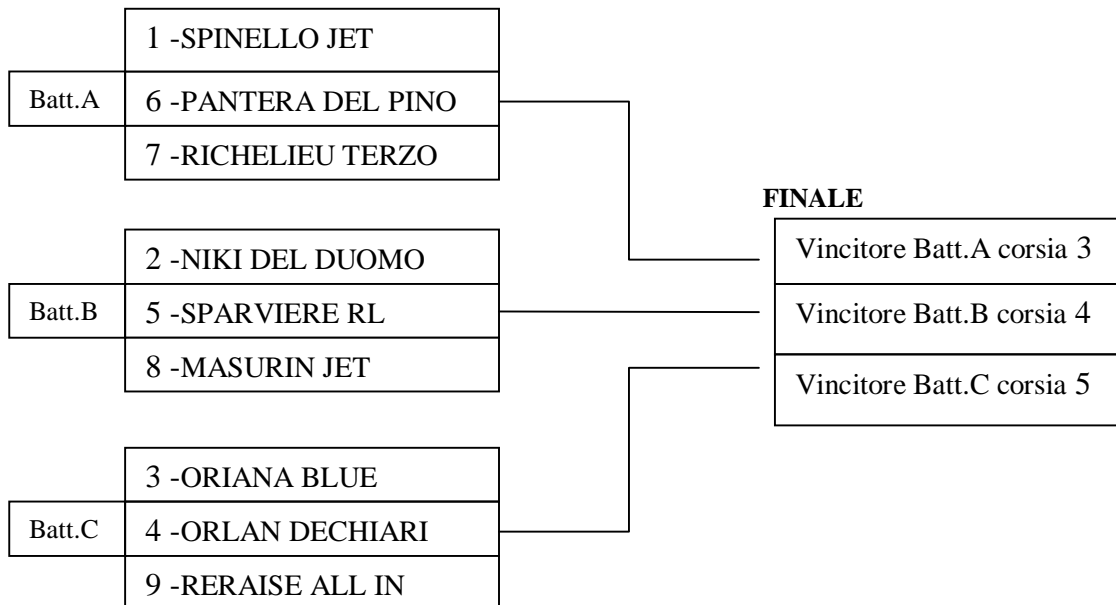 1 -SPINELLO JET
Batt.A
6 -PANTERA DEL PINO
7 -RICHELIEU TERZO
2 -NIKI DEL DUOMO
Batt.B
5 -SPARVIERE RL
8 -MASURIN JET
3 -ORIANA BLUE
Batt.C
4 -ORLAN DECHIARI
9 -RERAISE ALL IN
FINALE
Vincitore Batt.A corsia 3
Vincitore Batt.B corsia 4
Vincitore Batt.C corsia 5